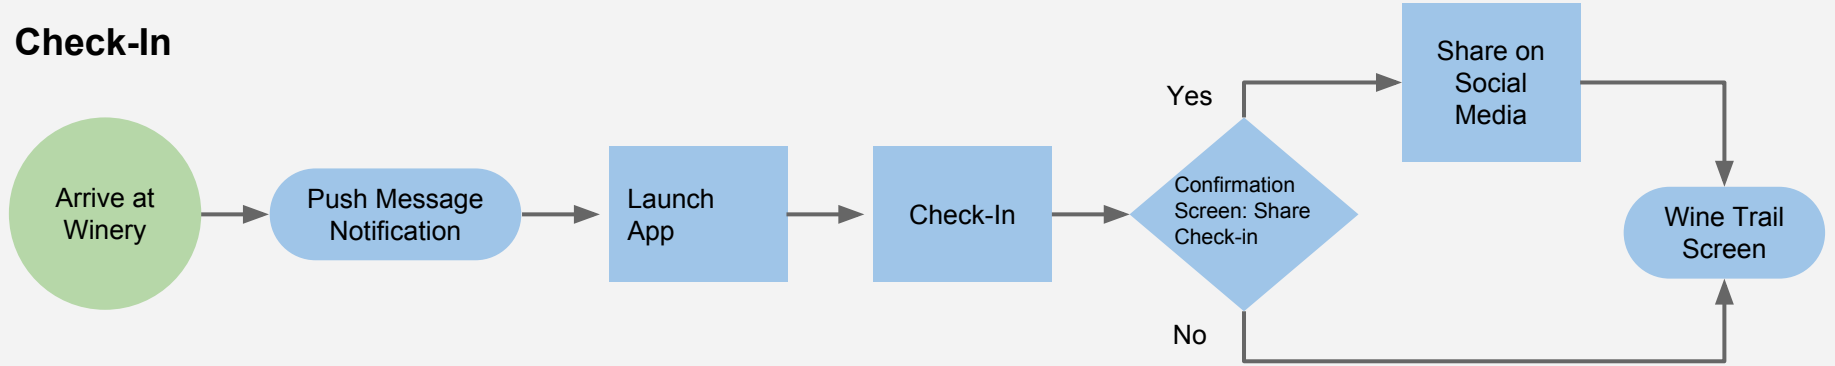 Check-In
Arrive at
Winery
Push Message
Notification
Launch
App
Check-In
Confirmation
Screen: Share
Check-in
Yes
No
Share on
Social
Media
Wine Trail
Screen